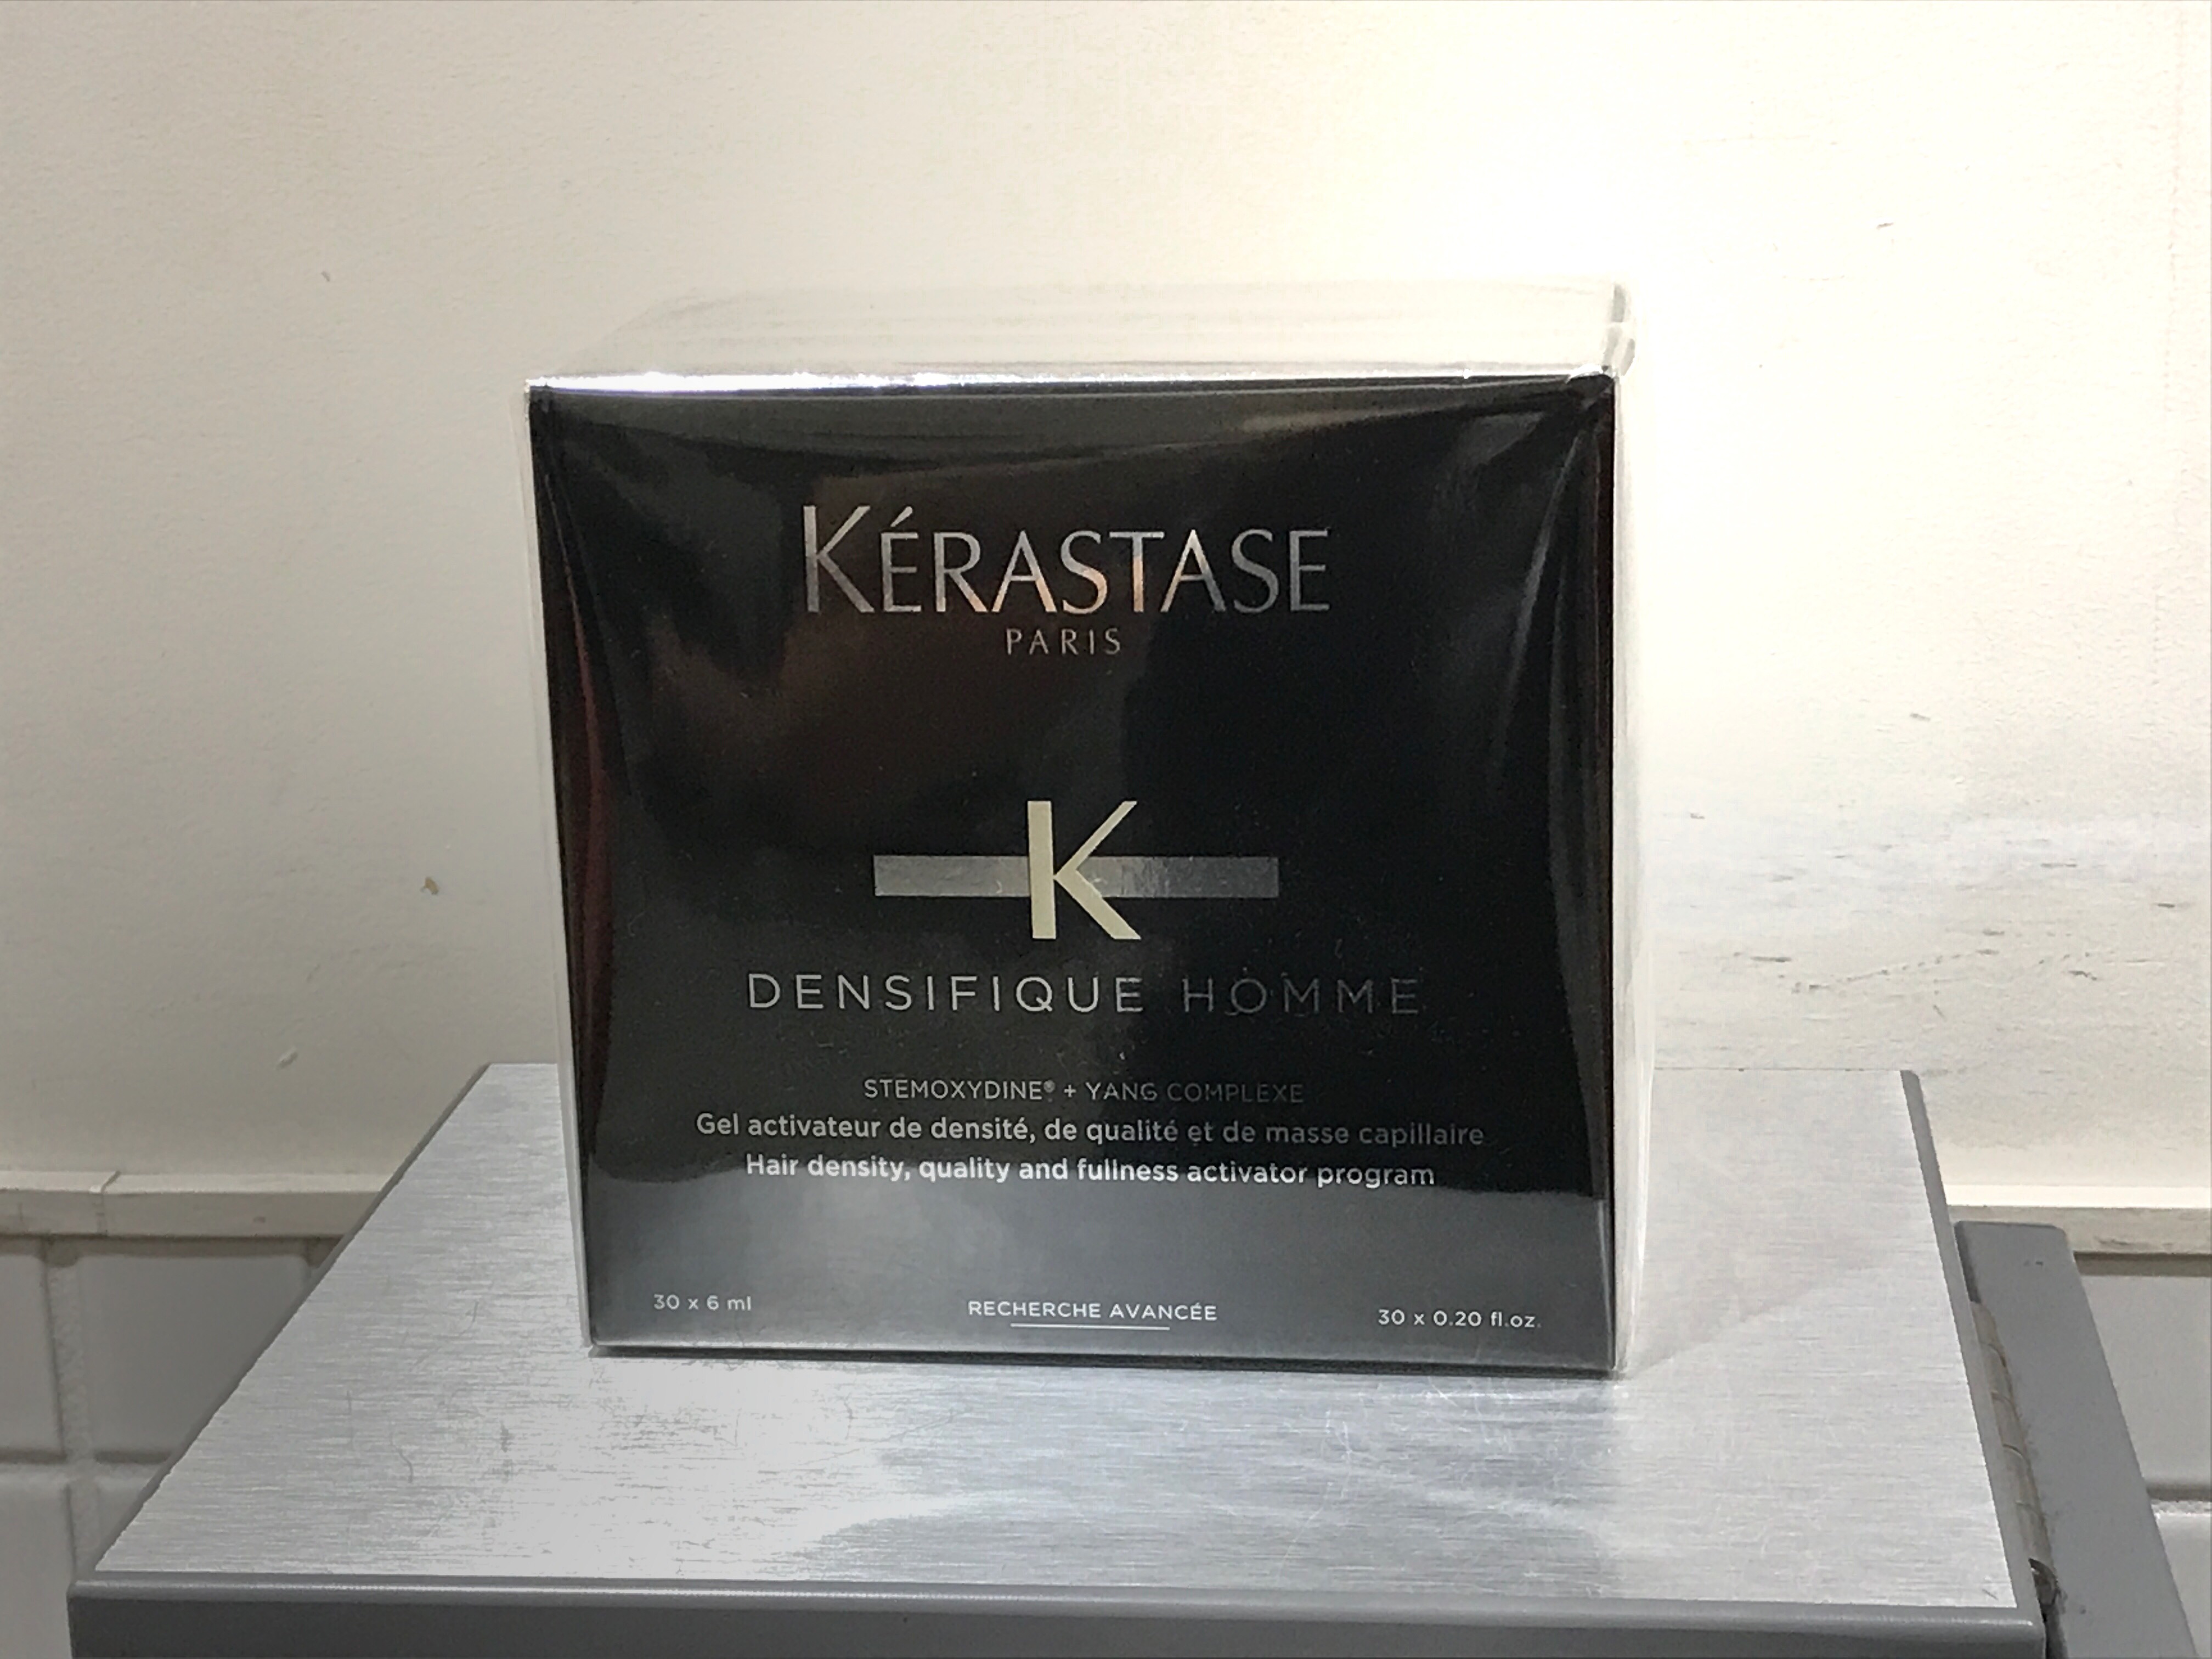 KÉRASTASE
PARIS
K
DENSIFIQUE HOMME
STEMOXYDINE® + YANG COMPLEXE
Gel activateur de densité, de qualité et de masse capillaire
Hair density, quality and fullness activator program
30 x 6 ml
RECHERCHE AVANCÉE
30 x 0.20 fl.oz.